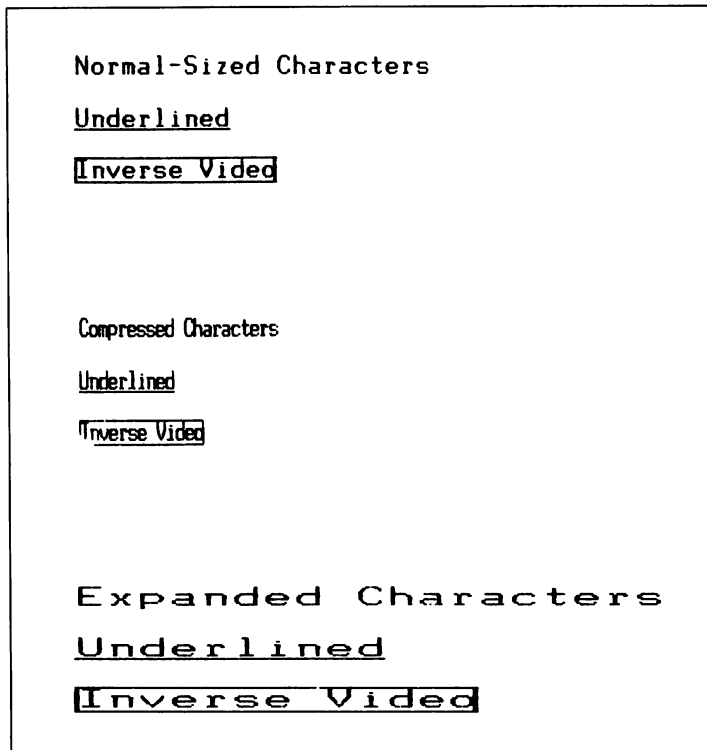 Normal-Sized Characters
Underlined
Inverse Video
Compressed Characters
Underlined
Inverse Video
Expanded Characters
Underlined
Inverse Video